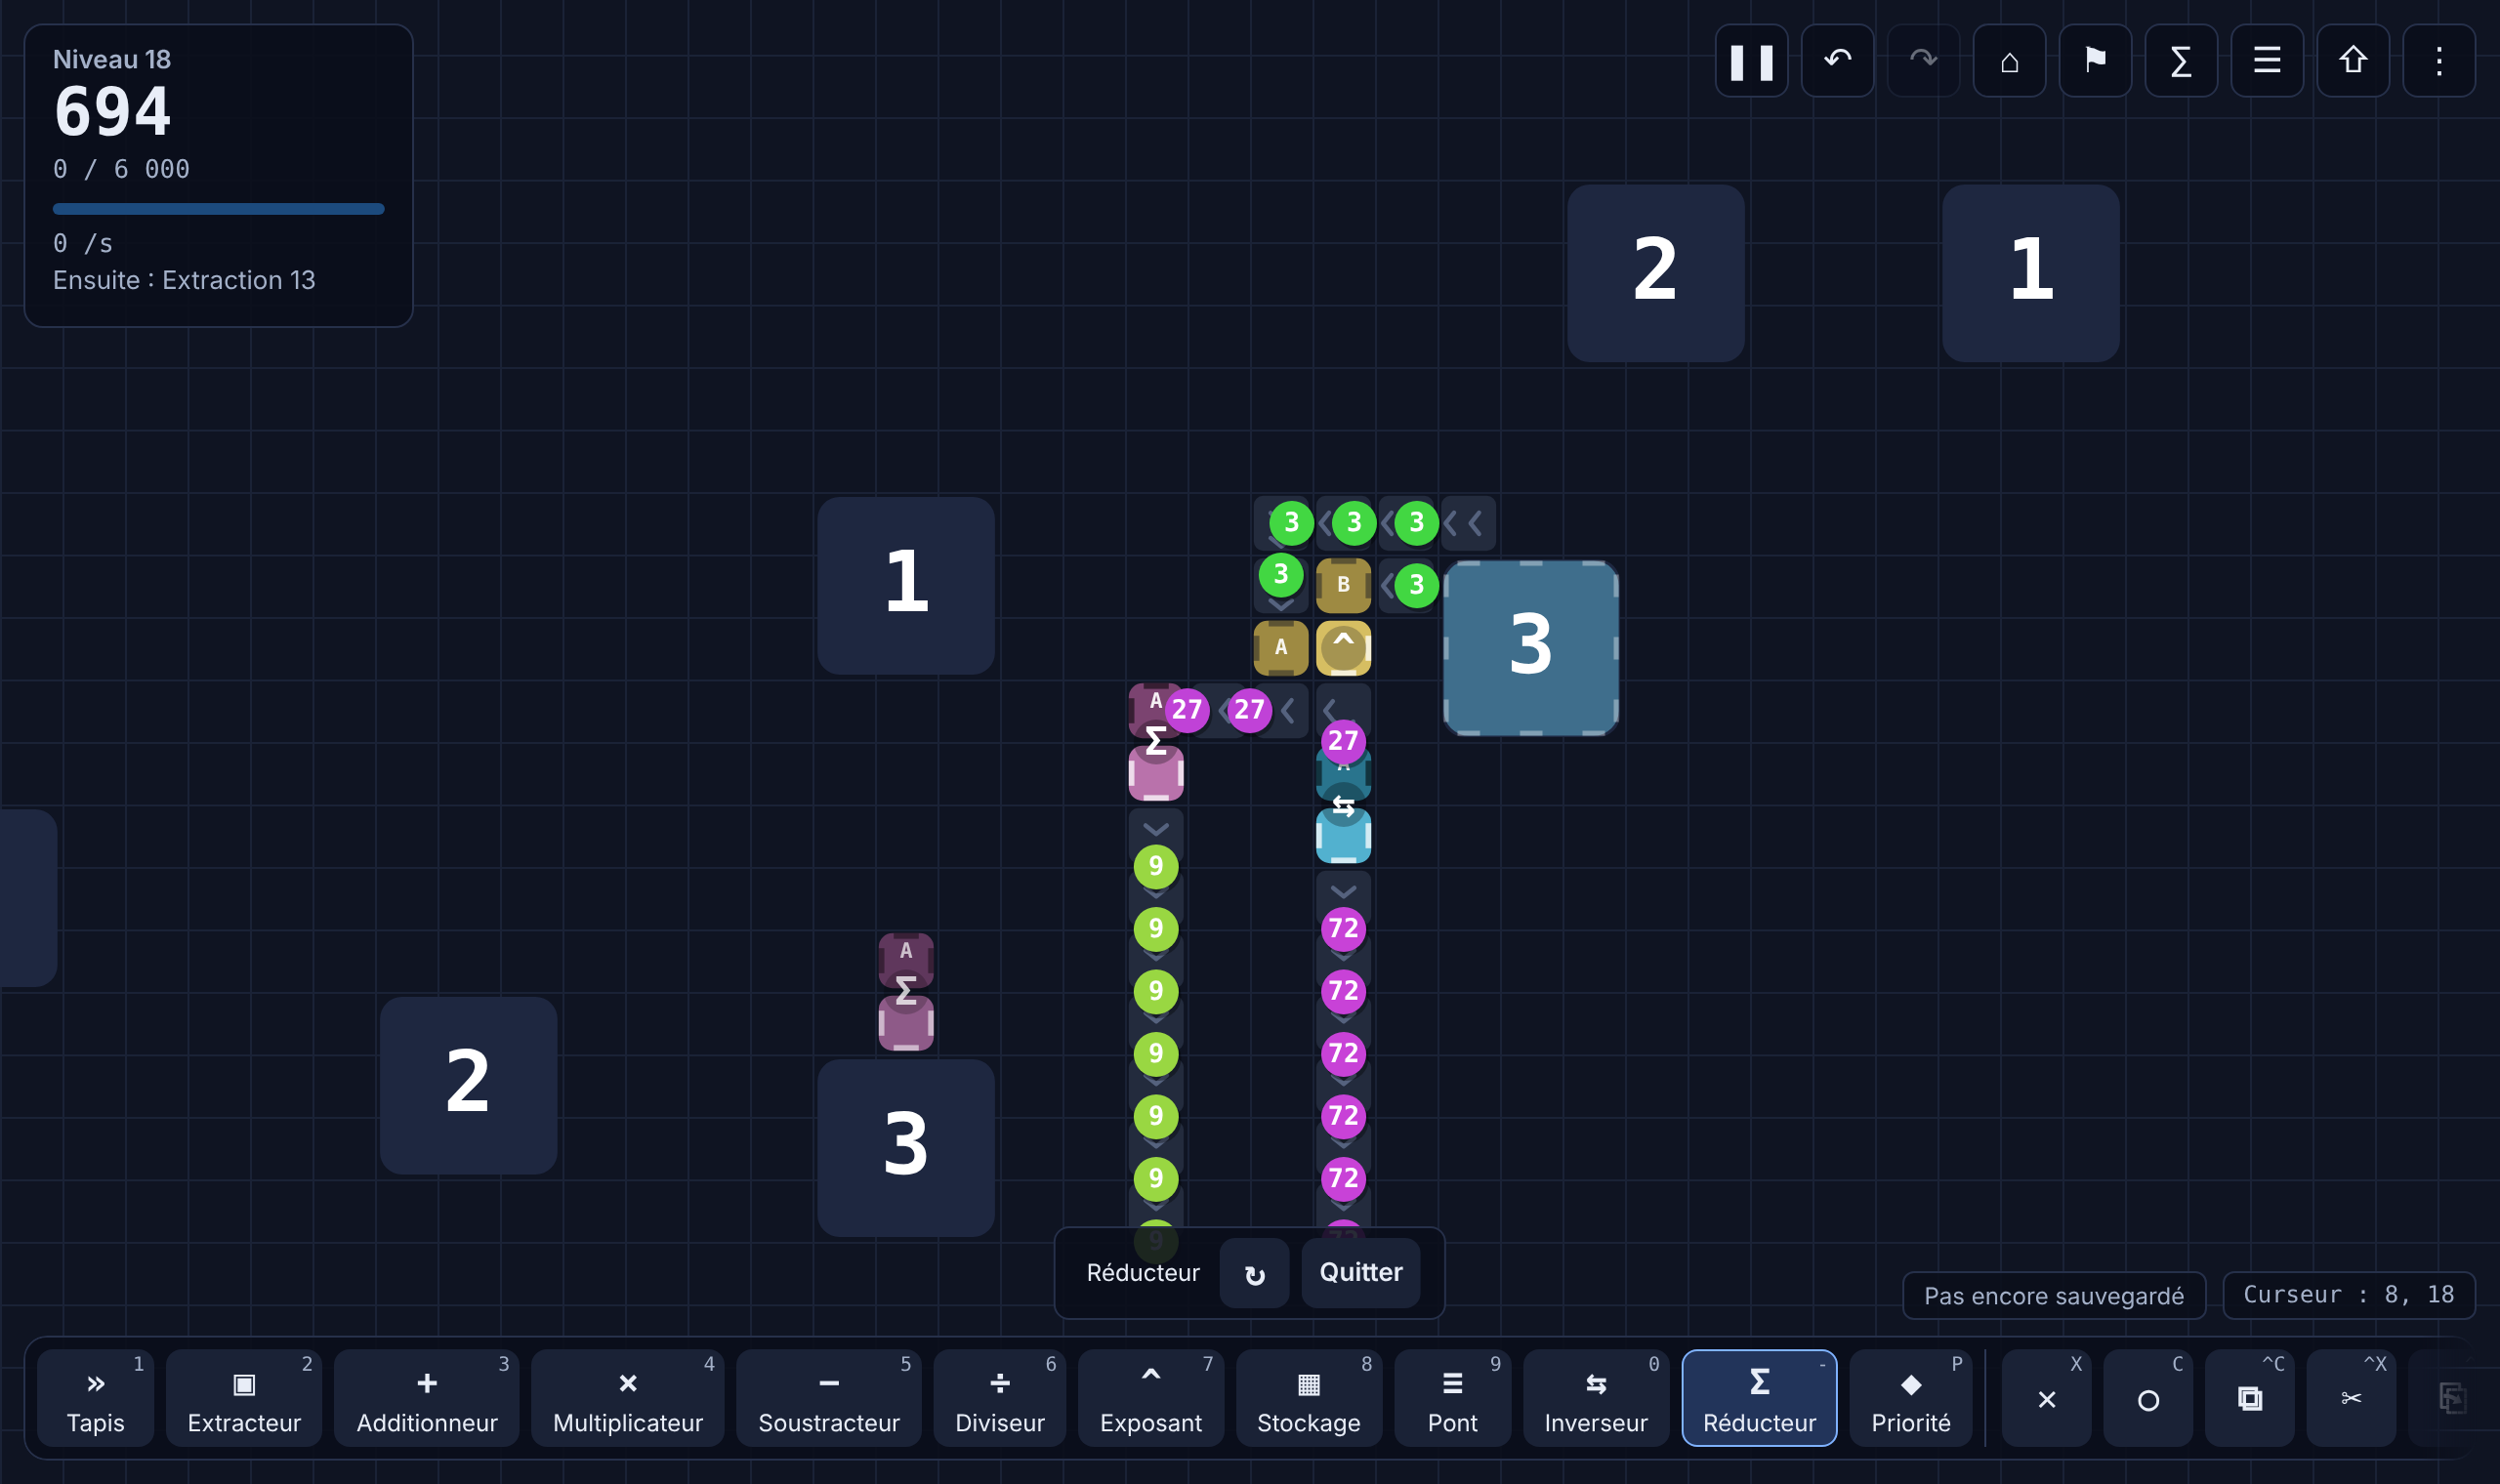 Niveau 18
694
0 / 6 000
0 /s
Ensuite : Extraction 13
2
1
1
3 3 3
3 B 3
A ^
3
A 27 27
Σ
27
A
⇆
9
9 72
9 72
9 72
9 72
9 72
9 72
A
Σ
2
3
Réducteur ↻ Quitter
Pas encore sauvegardé
Curseur : 8, 18
1 2 3 4 5 6 7 8 9 0 - P X C ^C ^X
» + × − ÷ ^ ≡ ⇆ Σ ◆ × ○
Tapis Extracteur Additionneur Multiplicateur Soustracteur Diviseur Exposant Stockage Pont Inverseur Réducteur Priorité